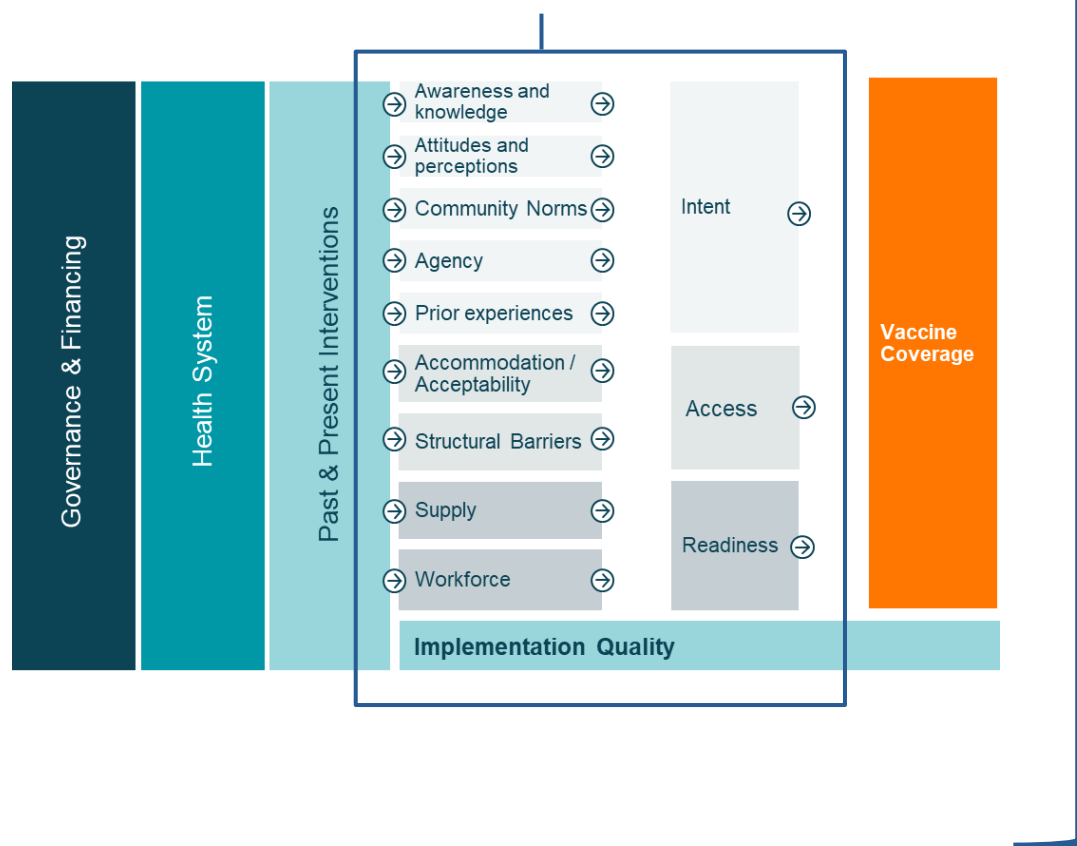 Governance & Financing
Health System
Past & Present Interventions
Awareness and
knowledge
Attitudes and
perceptions
Community Norms
Agency
Prior experiences
Accommodation /
Acceptability
Structural Barriers
Supply
Workforce
Intent
Access
Readiness
Vaccine
Coverage
Implementation Quality